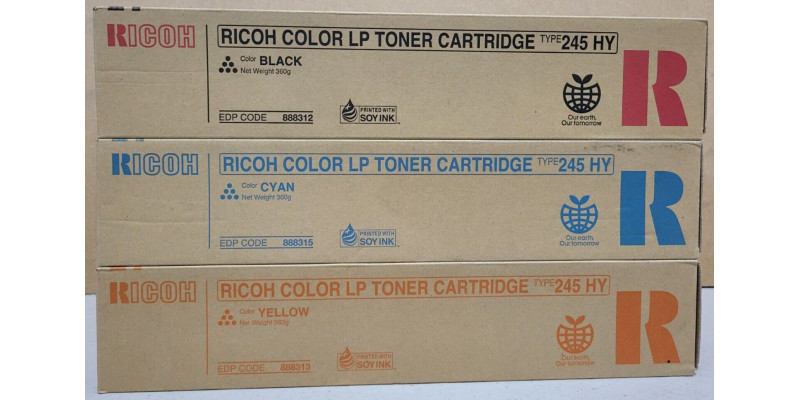 RICOH
RICOH COLOR LP TONER CARTRIDGE TYPE 245 HY
Color BLACK
Net Weight 360g
EDP CODE 888312
PRINTED WITH
SOY INK
Our earth,
Our tomorrow
R
RICOH
RICOH COLOR LP TONER CARTRIDGE TYPE 245 HY
Color CYAN
Net Weight 360g
EDP CODE 888315
PRINTED WITH
SOY INK
Our earth,
Our tomorrow
R
RICOH
RICOH COLOR LP TONER CARTRIDGE TYPE 245 HY
Color YELLOW
Net Weight 360g
EDP CODE 888313
PRINTED WITH
SOY INK
Our earth,
Our tomorrow
R